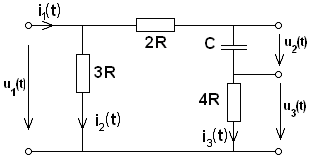 i1(t)
2R
C
u2(t)
3R
u1(t)
4R
u3(t)
i2(t)
i3(t)